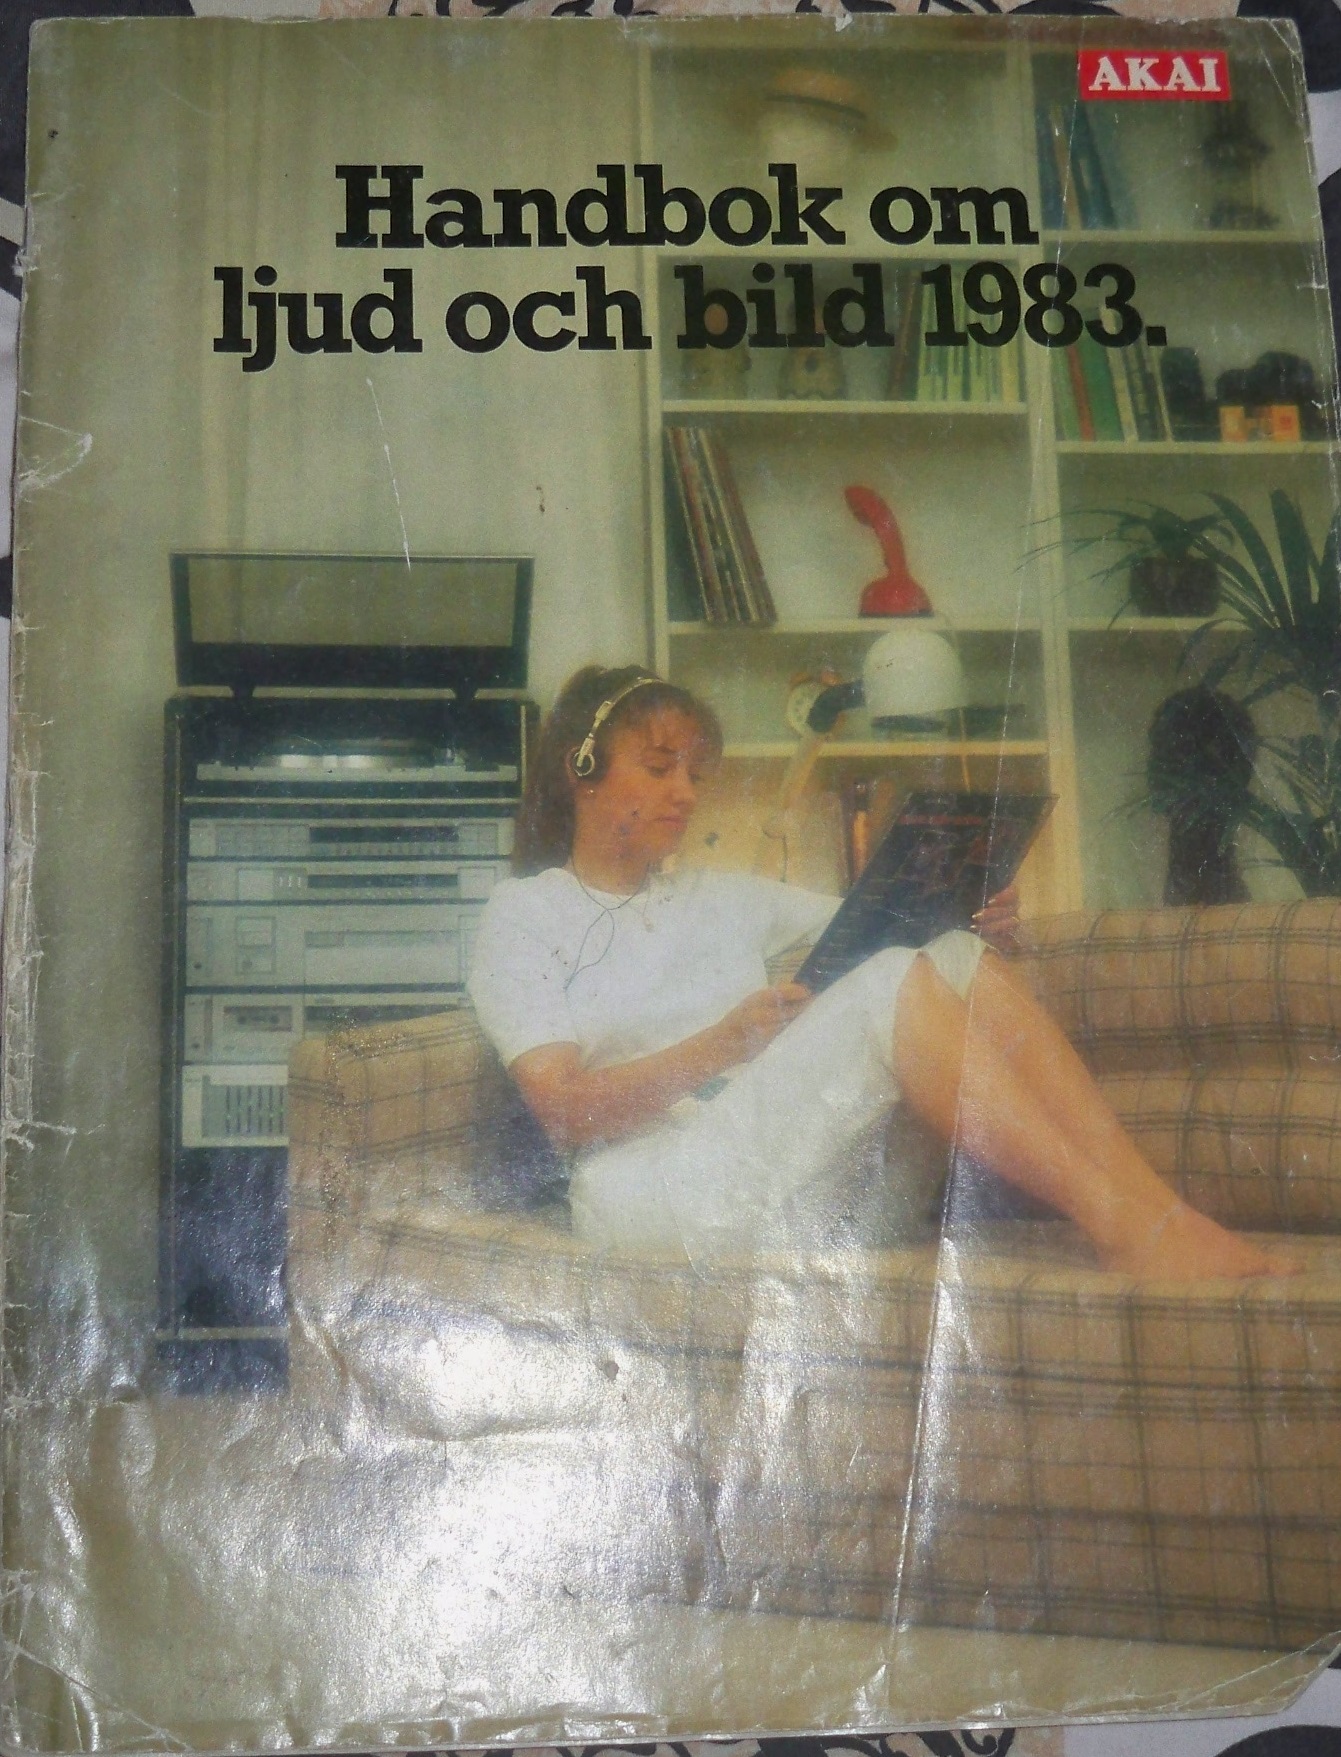 AKAI
Handbok om
ljud och bild 1983.